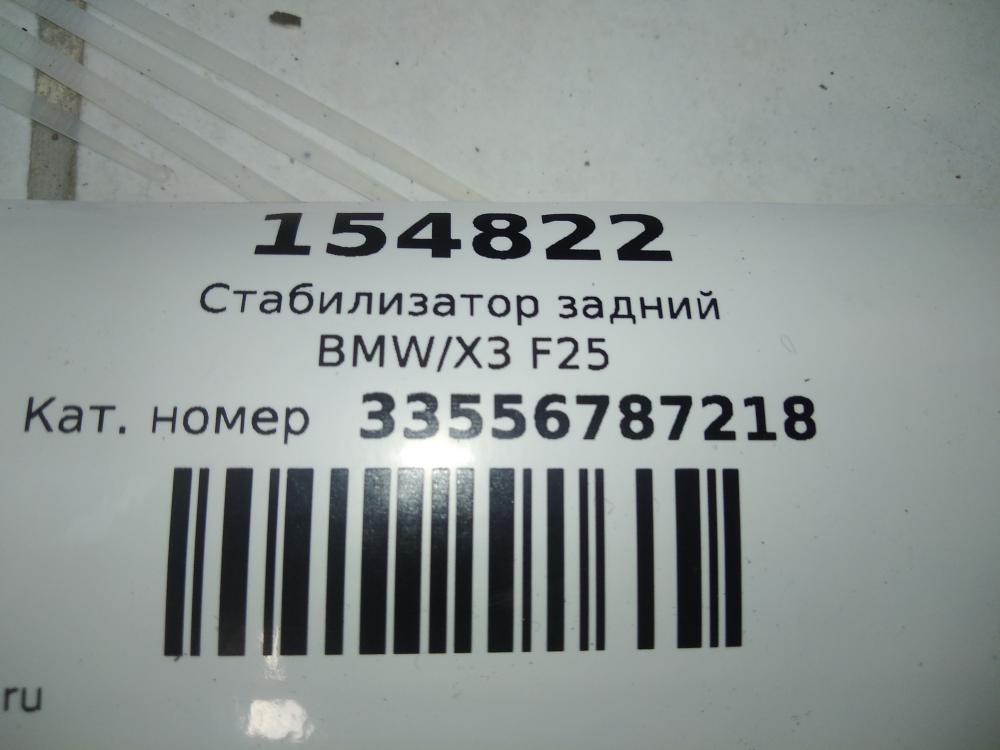 154822
Стабилизатор задний
BMW/X3 F25
Кат. номер 33556787218
ru